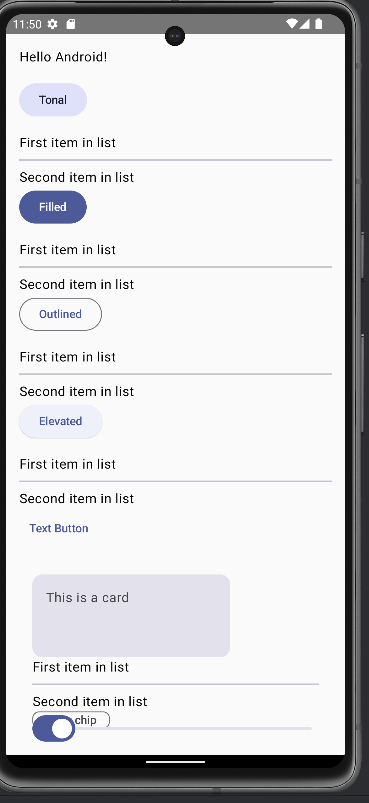 11:50
Hello Android!
Tonal
First item in list
Second item in list
Filled
First item in list
Second item in list
Outlined
First item in list
Second item in list
Elevated
First item in list
Second item in list
Text Button
This is a card
First item in list
Second item in list
chip